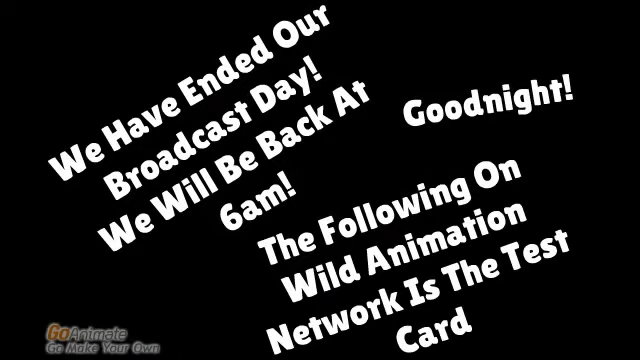 We Have Ended Our
Broadcast Day!
We Will Be Back At
6am!
Goodnight!
The Following On
Wild Animation
Network Is The Test
Card
GoAnimate
Go Make Your Own